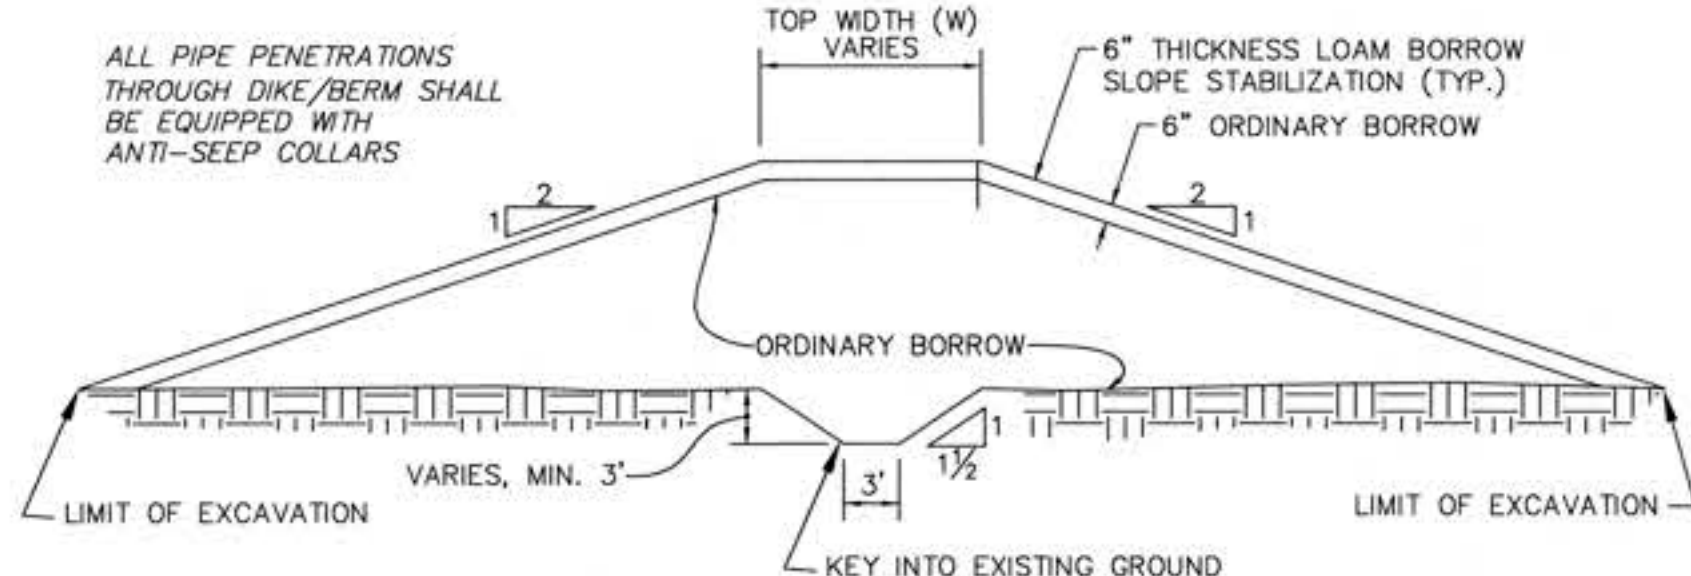 ALL PIPE PENETRATIONS
THROUGH DIKE/BERM SHALL
BE EQUIPPED WITH
ANTI-SEEP COLLARS
TOP WIDTH (W)
VARIES
6" THICKNESS LOAM BORROW
SLOPE STABILIZATION (TYP.)
6" ORDINARY BORROW
2
1
2
1
ORDINARY BORROW
VARIES, MIN. 3'
3'
1
1½
LIMIT OF EXCAVATION
LIMIT OF EXCAVATION
KEY INTO EXISTING GROUND